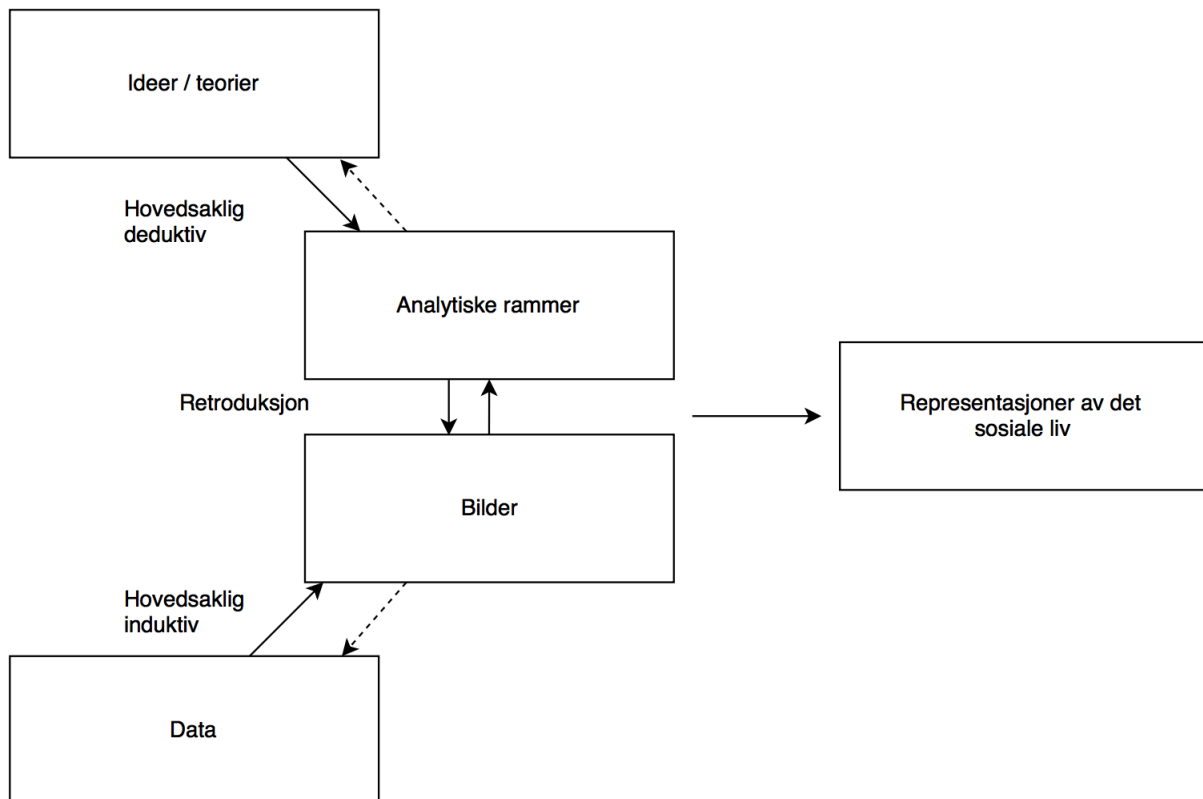 Ideer / teorier
Hovedsaklig
deduktiv
Analytiske rammer
Retroduksjon
Representasjoner av det
sosiale liv
Bilder
Hovedsaklig
induktiv
Data